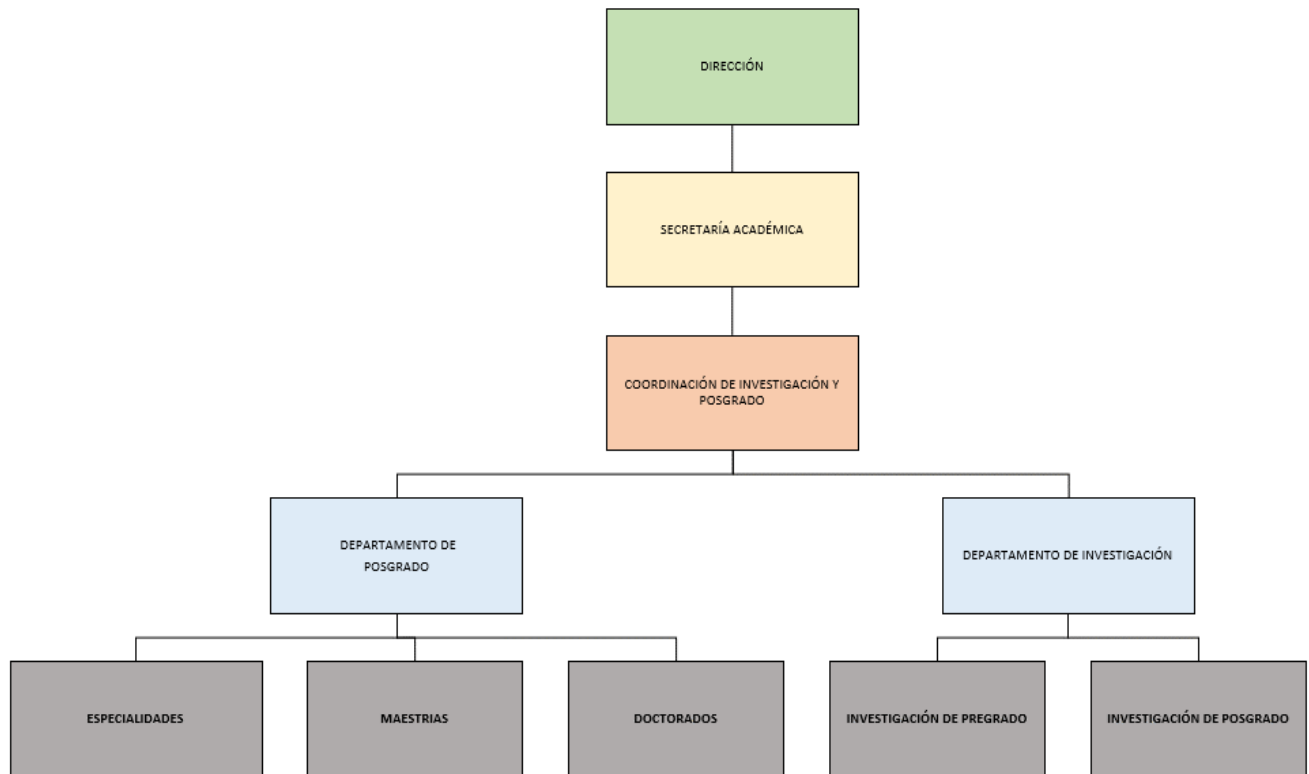 DIRECCIÓN
SECRETARÍA ACADÉMICA
COORDINACIÓN DE INVESTIGACIÓN Y
POSGRADO
DEPARTAMENTO DE
POSGRADO
DEPARTAMENTO DE INVESTIGACIÓN
ESPECIALIDADES
MAESTRIAS
DOCTORADOS
INVESTIGACIÓN DE PREGRADO
INVESTIGACIÓN DE POSGRADO